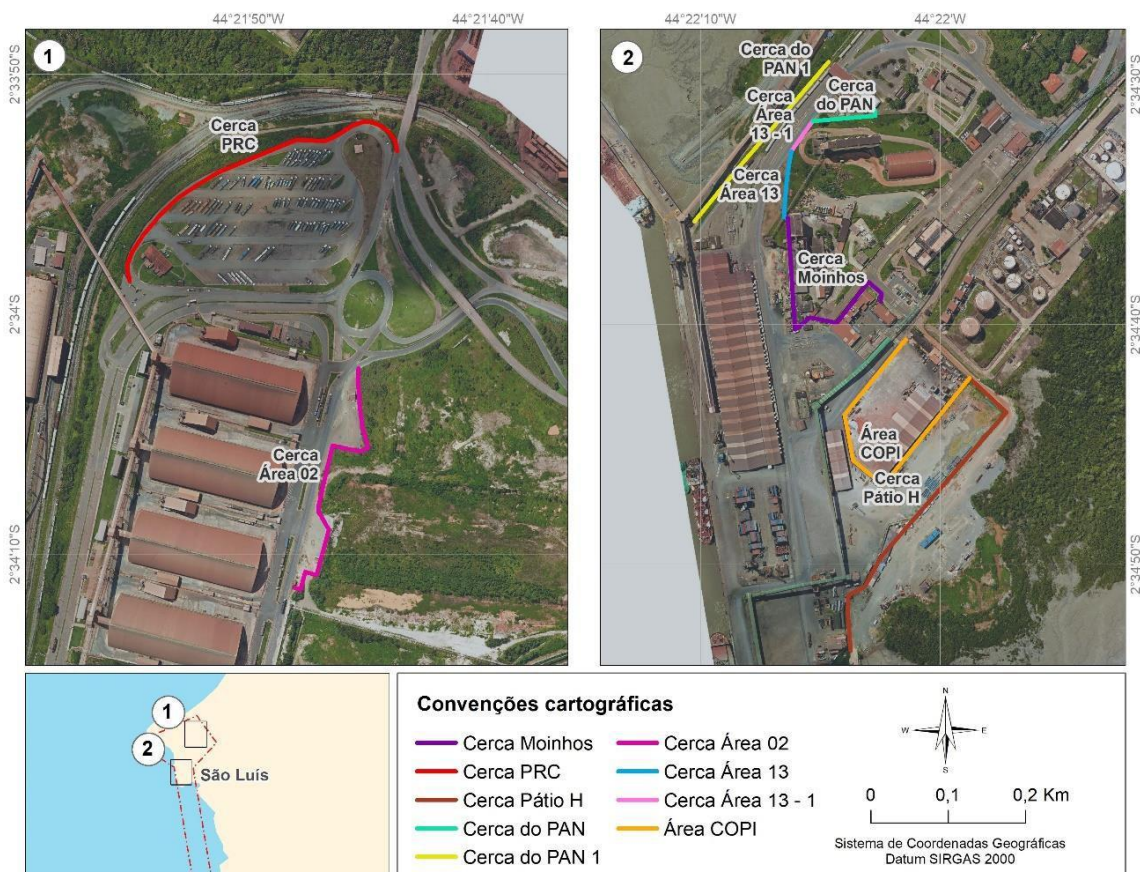 44°21'50"W
44°21'40"W
44°22'10"W
44°22'W
1
2
2°33'50"S
2°34'S
2°34'10"S
2°34'30"S
2°34'40"S
2°34'50"S
Cerca
PRC
Cerca
Área 02
Cerca do
PAN 1
Cerca
do PAN
Cerca
Área
13 - 1
Cerca
Área 13
Cerca
Moinhos
Área
COPI
Cerca
Pátio H
1
2
São Luís
Convenções cartográficas
Cerca Moinhos
Cerca PRC
Cerca Pátio H
Cerca do PAN
Cerca do PAN 1
Cerca Área 02
Cerca Área 13
Cerca Área 13 - 1
Área COPI
N
W E
S
0 0,1 0,2 Km
Sistema de Coordenadas Geográficas
Datum SIRGAS 2000